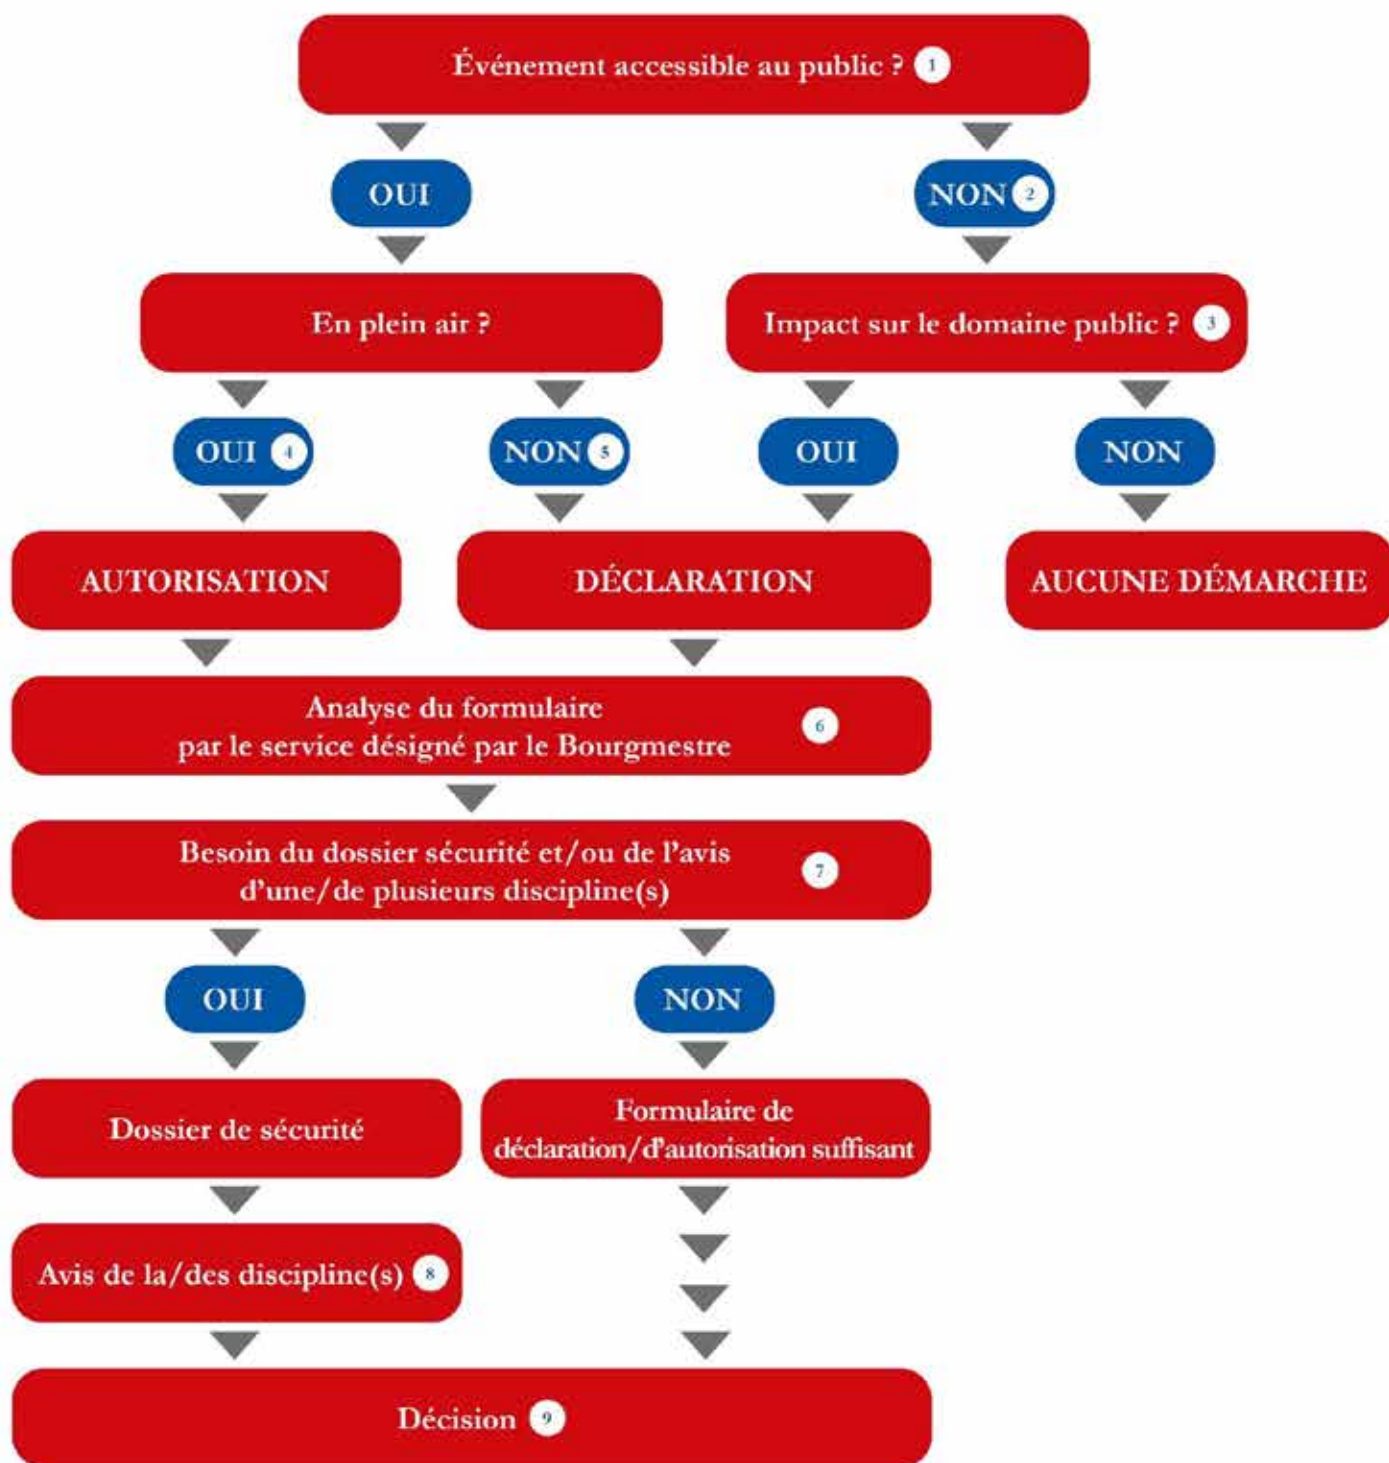 Événement accessible au public ? 1
OUI
NON 2
En plein air ?
Impact sur le domaine public ? 3
OUI 4
NON 5
OUI
NON
AUTORISATION
DÉCLARATION
AUCUNE DÉMARCHE
Analyse du formulaire
par le service désigné par le Bourgmestre
6
Besoin du dossier sécurité et/ou de l'avis
d'une/de plusieurs discipline(s)
7
OUI
NON
Dossier de sécurité
Formulaire de
déclaration/d'autorisation suffisant
Avis de la/des discipline(s) 8
Décision 9